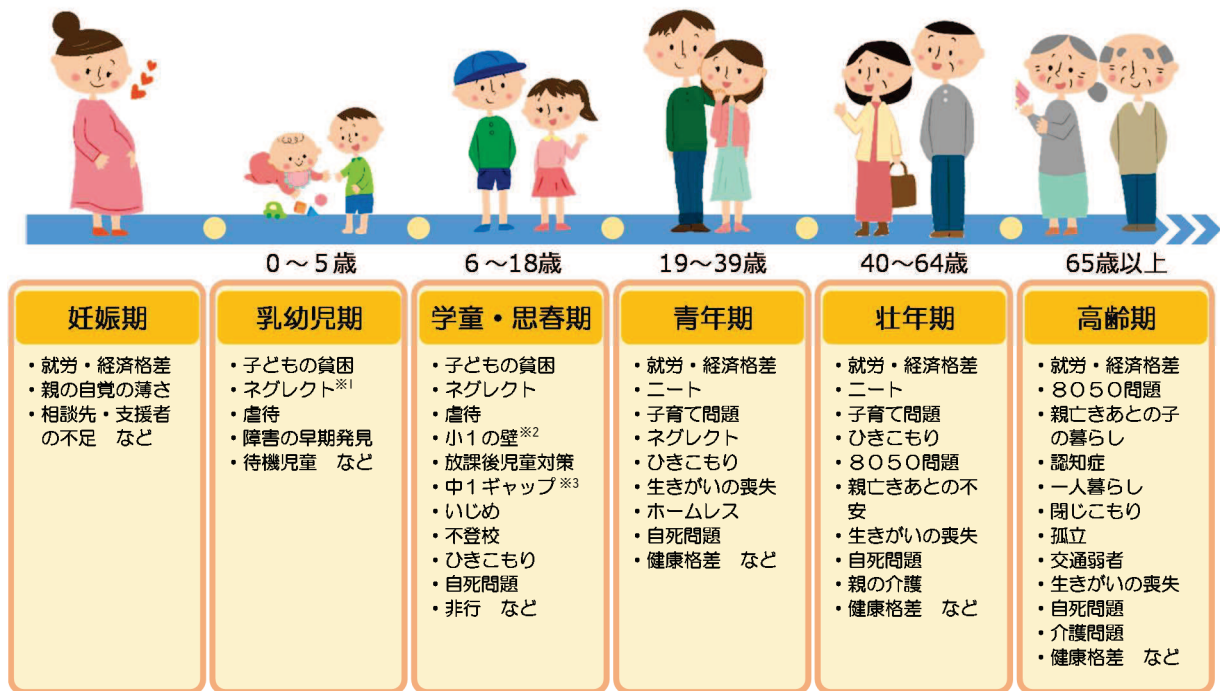 0～5歳
6～18歳
19～39歳
40～64歳
65歳以上
妊娠期
・就労・経済格差
・親の自覚の薄さ
・相談先・支援者
の不足　など
乳幼児期
・子どもの貧困
・ネグレクト※1
・虐待
・障害の早期発見
・待機児童　など
学童・思春期
・子どもの貧困
・ネグレクト
・虐待
・小1の壁※2
・放課後児童対策
・中1ギャップ※3
・いじめ
・不登校
・ひきこもり
・自死問題
・非行　など
青年期
・就労・経済格差
・ニート
・子育て問題
・ネグレクト
・ひきこもり
・生きがいの喪失
・ホームレス
・自死問題
・健康格差　など
壮年期
・就労・経済格差
・ニート
・子育て問題
・ひきこもり
・８０５０問題
・親亡きあとの不
安
・生きがいの喪失
・自死問題
・親の介護
・健康格差　など
高齢期
・就労・経済格差
・８０５０問題
・親亡きあとの子
の暮らし
・認知症
・一人暮らし
・閉じこもり
・孤立
・交通弱者
・生きがいの喪失
・自死問題
・介護問題
・健康格差　など